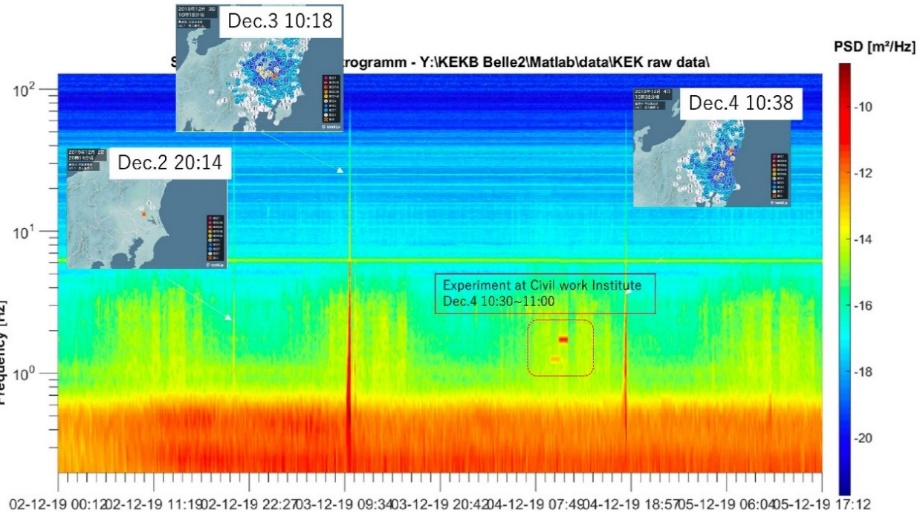 Dec.3 10:18
trogramm - Y:\KEKB Belle2\Matlab\data\KEK raw data\
PSD [m²/Hz]
Dec.4 10:38
Dec.2 20:14
Experiment at Civil work Institute
Dec.4 10:30~11:00
Frequency [Hz]
10²
10¹
10⁰
-10
-12
-14
-16
-18
-20
02-12-19 00:12
02-12-19 11:19
02-12-19 22:27
03-12-19 09:34
03-12-19 20:42
04-12-19 07:49
04-12-19 18:57
05-12-19 06:04
05-12-19 17:12